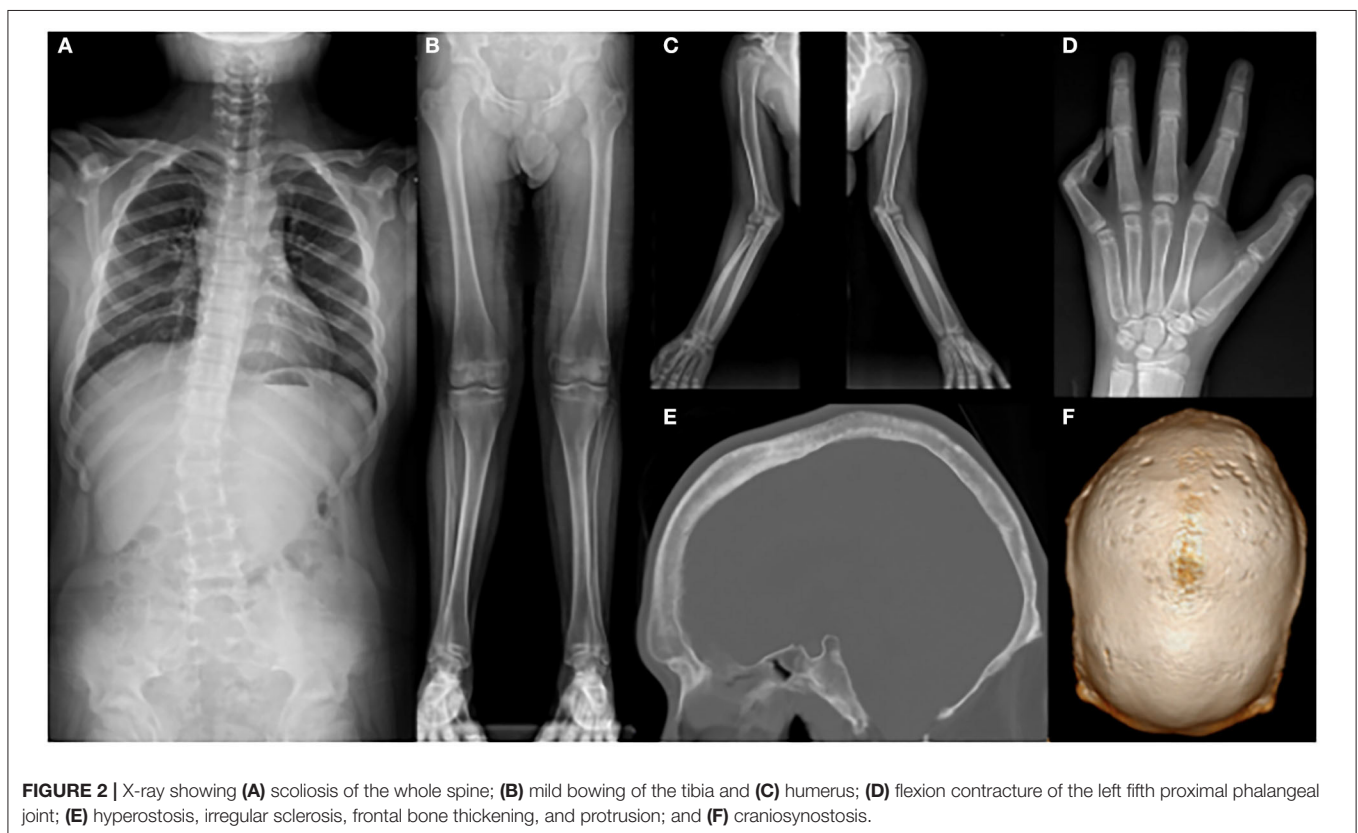 A
B
C
D
E
F
FIGURE 2 | X-ray showing (A) scoliosis of the whole spine; (B) mild bowing of the tibia and (C) humerus; (D) flexion contracture of the left fifth proximal phalangeal
joint; (E) hyperostosis, irregular sclerosis, frontal bone thickening, and protrusion; and (F) craniosynostosis.